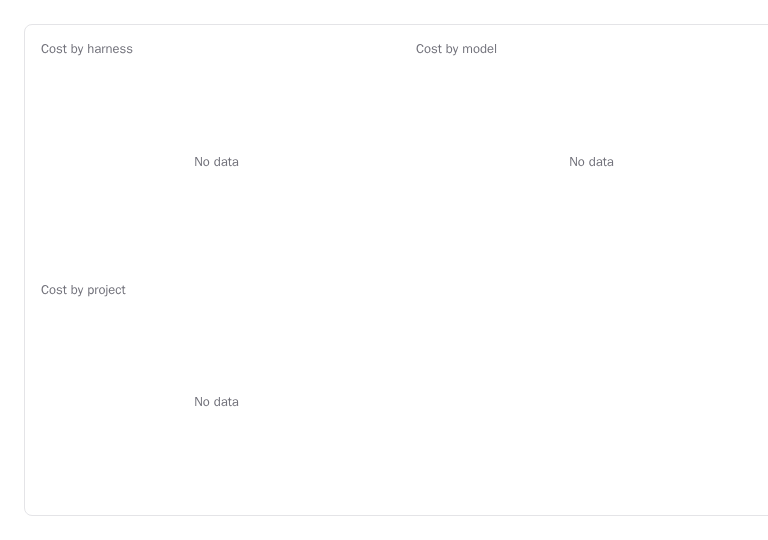 Cost by harness
Cost by model
No data
No data
Cost by project
No data